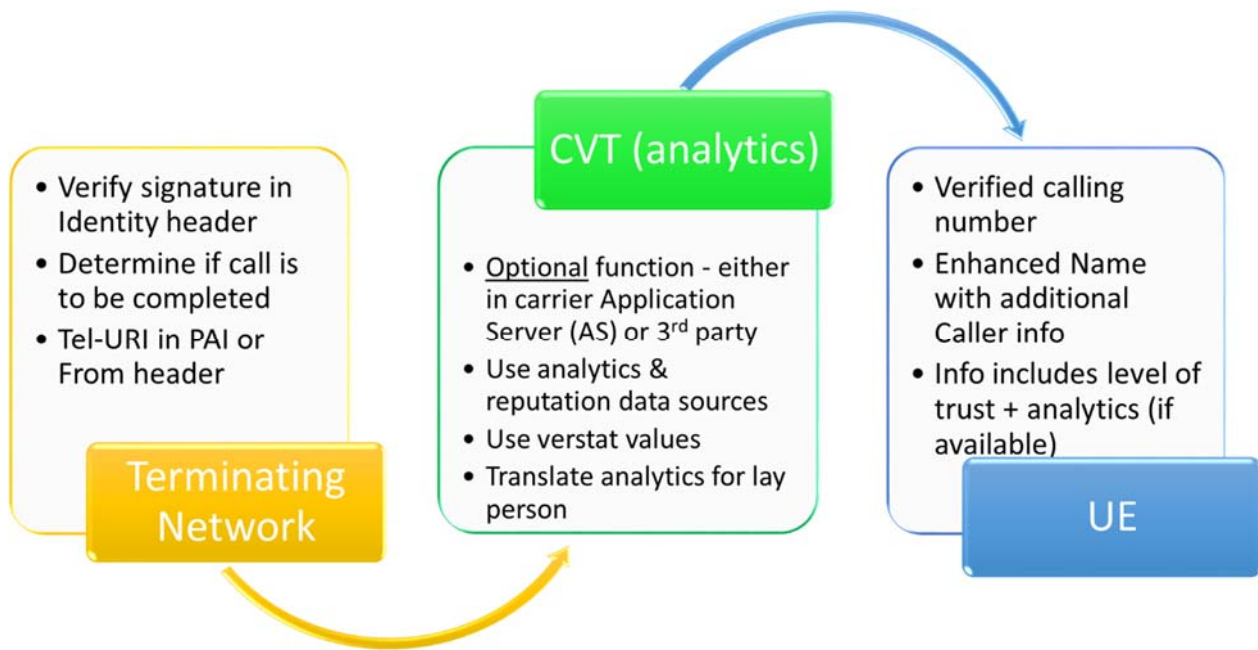 • Verify signature in
Identity header
• Determine if call is
to be completed
• Tel-URI in PAI or
From header
Terminating
Network
CVT (analytics)
• Optional function - either
in carrier Application
Server (AS) or 3rd party
• Use analytics &
reputation data sources
• Use verstat values
• Translate analytics for lay
person
• Verified calling
number
• Enhanced Name
with additional
Caller info
• Info includes level of
trust + analytics (if
available)
UE